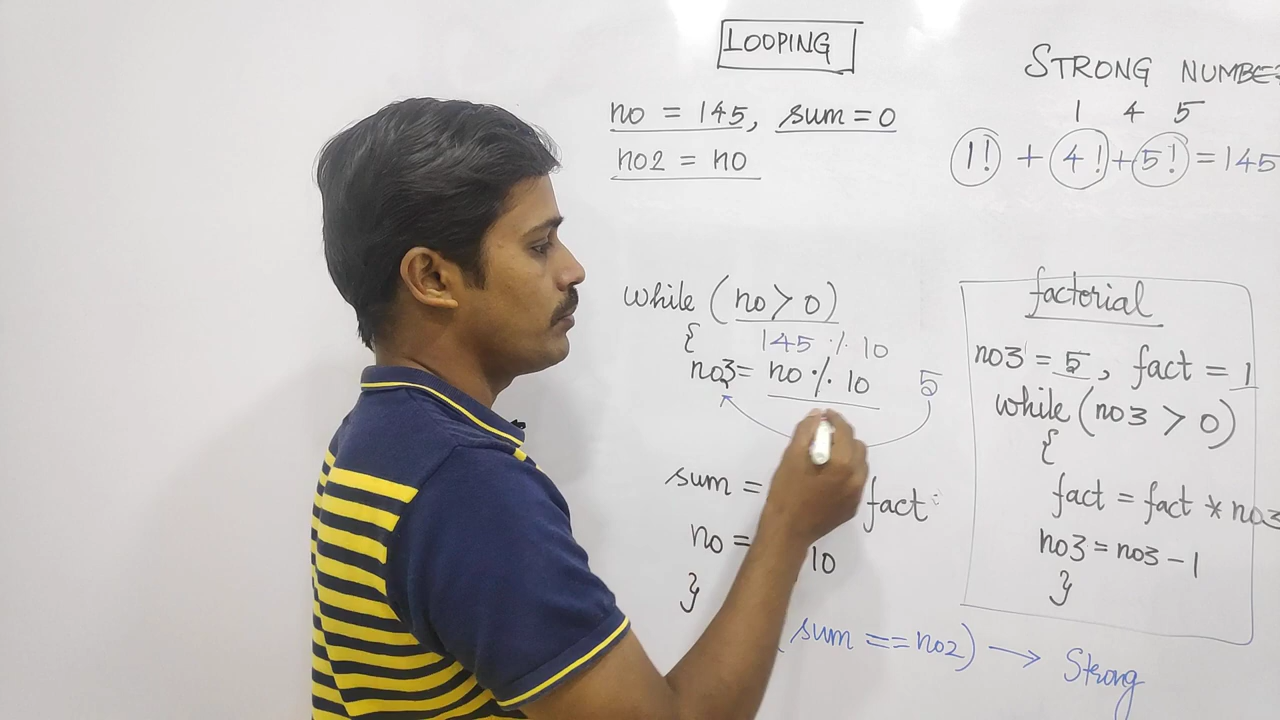 LOOPING
no = 145, sum = 0
no2 = no
while (no > 0)
{
145 % 10
no3 = no % 10 5
sum = fact
no = 10
}
(sum == no2) → Strong
STRONG
1 4 5
1! + 4! + 5! = 145
factorial
no3 = 5, fact = 1
while (no3 > 0)
{
fact = fact * no3
no3 = no3 - 1
}